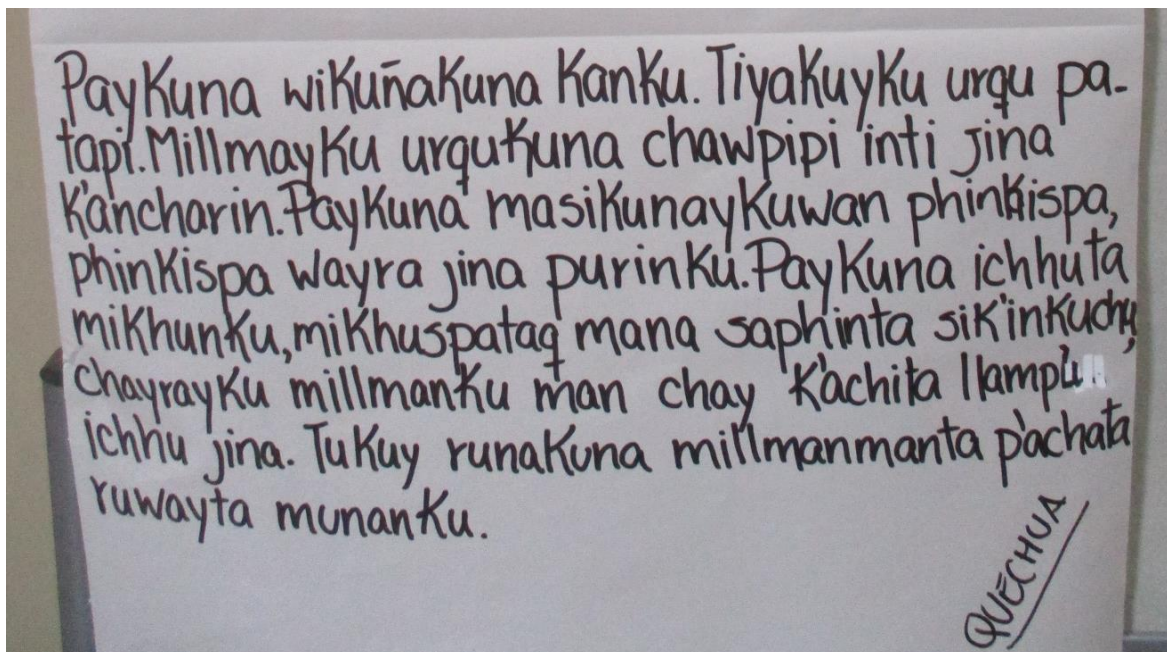 Paykuna wikuñakuna kanku. Tiyakuyku urqu pa-
tapi. Millmayku urqukuna chawpipi inti jina
k'ancharin. Paykuna masikunaykuwan phinkispa,
phinkispa wayra jina purinku. Paykuna ichhuta
mikhunku, mikhuspataq mana saphinta sik'inkuchu,
chayrayku millmanku man chay k'achita llamp'u
ichhu jina. Tukuy runakuna millmanmanta p'achata
ruwayta munanku.
QUECHUA